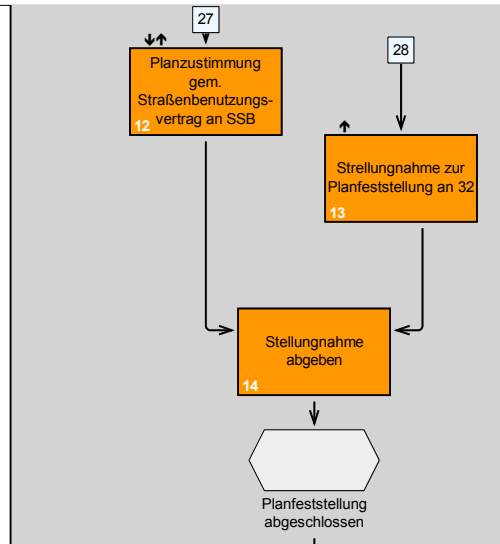 27
Planzustimmung
gem.
Straßenbenutzungs-
vertrag an SSB
12
28
Strellungnahme zur
Planfeststellung an 32
13
Stellungnahme
abgeben
14
Planfeststellung
abgeschlossen